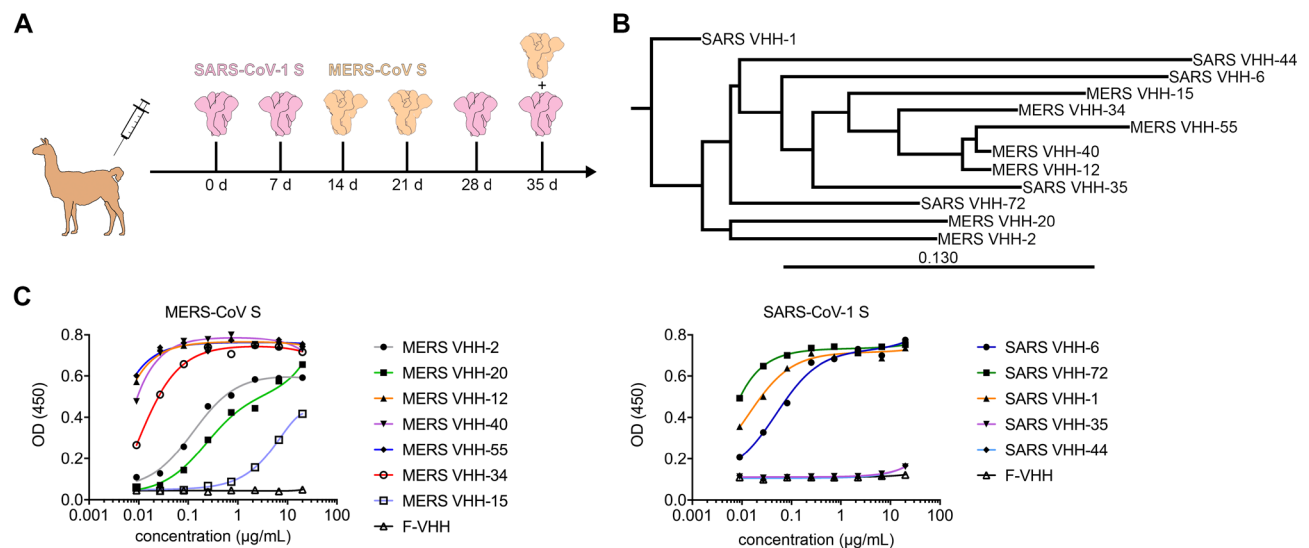 A
SARS-CoV-1 S
MERS-CoV S
+
0 d
7 d
14 d
21 d
28 d
35 d
B
SARS VHH-1
SARS VHH-44
SARS VHH-6
MERS VHH-15
MERS VHH-34
MERS VHH-55
MERS VHH-40
MERS VHH-12
SARS VHH-35
SARS VHH-72
MERS VHH-20
MERS VHH-2
0.130
C
MERS-CoV S
OD (450)
0.8
0.6
0.4
0.2
0.0
0.001
0.01
0.1
1
10
100
concentration (µg/mL)
MERS VHH-2
MERS VHH-20
MERS VHH-12
MERS VHH-40
MERS VHH-55
MERS VHH-34
MERS VHH-15
F-VHH
SARS-CoV-1 S
OD (450)
0.8
0.6
0.4
0.2
0.0
0.001
0.01
0.1
1
10
100
concentration (µg/mL)
SARS VHH-6
SARS VHH-72
SARS VHH-1
SARS VHH-35
SARS VHH-44
F-VHH